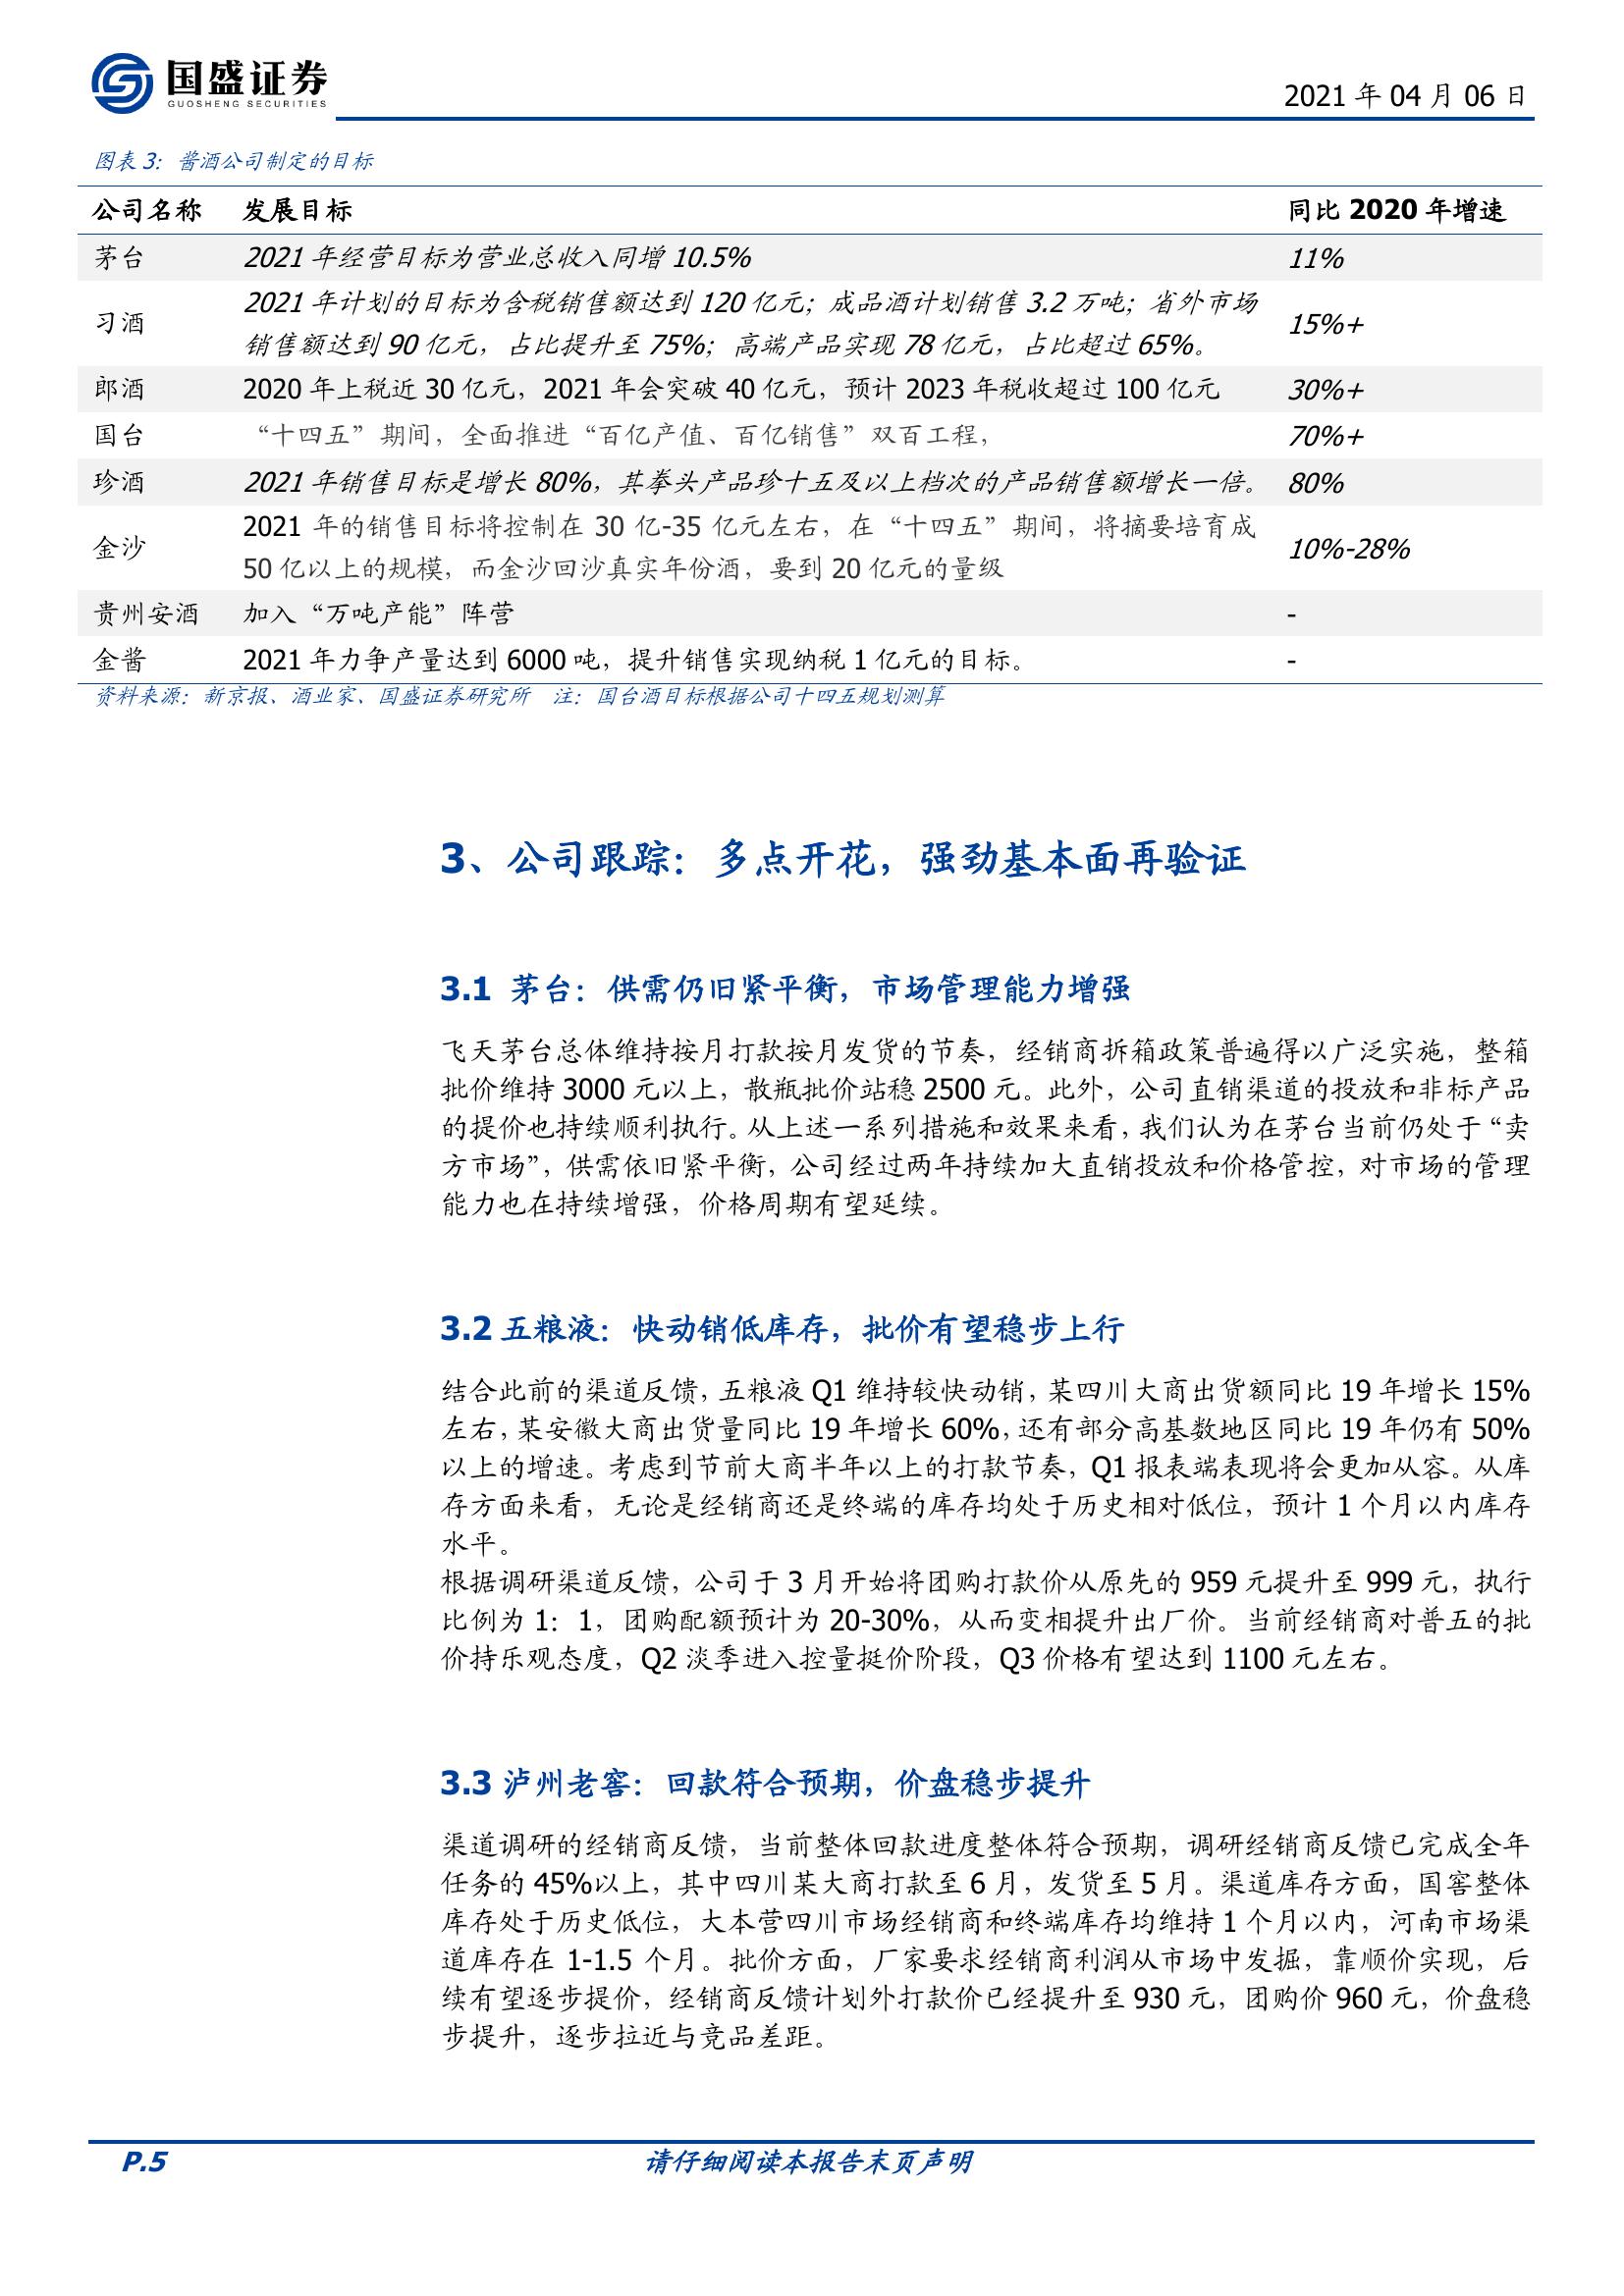 国盛证券
GUOSHENG SECURITIES
2021 年 04 月 06 日
图表 3：酱酒公司制定的目标
公司名称 发展目标 同比 2020 年增速
茅台 2021 年经营目标为营业总收入同增 10.5% 11%
习酒 2021 年计划的目标为含税销售额达到 120 亿元；成品酒计划销售 3.2 万吨；省外市场
销售额达到 90 亿元，占比提升至 75%；高端产品实现 78 亿元，占比超过 65%。 15%+
郎酒 2020 年上税近 30 亿元，2021 年会突破 40 亿元，预计 2023 年税收超过 100 亿元 30%+
国台 “十四五”期间，全面推进“百亿产值、百亿销售”双百工程， 70%+
珍酒 2021 年销售目标是增长 80%，其拳头产品珍十五及以上档次的产品销售额增长一倍。 80%
金沙 2021 年的销售目标将控制在 30 亿-35 亿元左右，在“十四五”期间，将摘要培育成
50 亿以上的规模，而金沙回沙真实年份酒，要到 20 亿元的量级 10%-28%
贵州安酒 加入“万吨产能”阵营 -
金酱 2021 年力争产量达到 6000 吨，提升销售实现纳税 1 亿元的目标。 -
资料来源：新京报、酒业家、国盛证券研究所 注：国台酒目标根据公司十四五规划测算
3、公司跟踪：多点开花，强劲基本面再验证
3.1 茅台：供需仍旧紧平衡，市场管理能力增强
飞天茅台总体维持按月打款按月发货的节奏，经销商拆箱政策普遍得以广泛实施，整箱
批价维持 3000 元以上，散瓶批价站稳 2500 元。此外，公司直销渠道的投放和非标产品
的提价也持续顺利执行。从上述一系列措施和效果来看，我们认为在茅台当前仍处于“卖
方市场”，供需依旧紧平衡，公司经过两年持续加大直销投放和价格管控，对市场的管理
能力也在持续增强，价格周期有望延续。
3.2 五粮液：快动销低库存，批价有望稳步上行
结合此前的渠道反馈，五粮液 Q1 维持较快动销，某四川大商出货额同比 19 年增长 15%
左右，某安徽大商出货量同比 19 年增长 60%，还有部分高基数地区同比 19 年仍有 50%
以上的增速。考虑到节前大商半年以上的打款节奏，Q1 报表端表现将会更加从容。从库
存方面来看，无论是经销商还是终端的库存均处于历史相对低位，预计 1 个月以内库存
水平。
根据调研渠道反馈，公司于 3 月开始将团购打款价从原先的 959 元提升至 999 元，执行
比例为 1：1，团购配额预计为 20-30%，从而变相提升出厂价。当前经销商对普五的批
价持乐观态度，Q2 淡季进入控量挺价阶段，Q3 价格有望达到 1100 元左右。
3.3 泸州老窖：回款符合预期，价盘稳步提升
渠道调研的经销商反馈，当前整体回款进度整体符合预期，调研经销商反馈已完成全年
任务的 45%以上，其中四川某大商打款至 6 月，发货至 5 月。渠道库存方面，国窖整体
库存处于历史低位，大本营四川市场经销商和终端库存均维持 1 个月以内，河南市场渠
道库存在 1-1.5 个月。批价方面，厂家要求经销商利润从市场中发掘，靠顺价实现，后
续有望逐步提价，经销商反馈计划外打款价已经提升至 930 元，团购价 960 元，价盘稳
步提升，逐步拉近与竞品差距。
P.5 请仔细阅读本报告末页声明